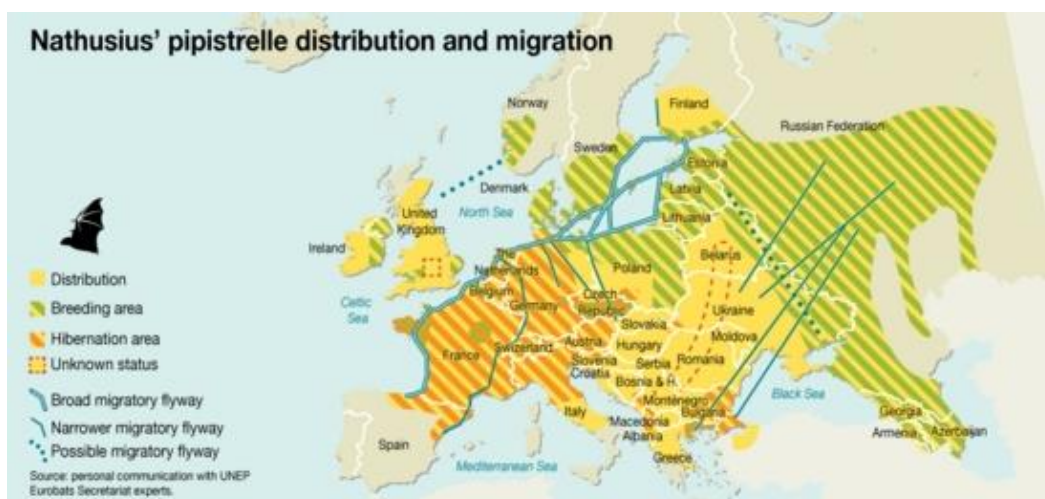 Nathusius' pipistrelle distribution and migration
Norway
Finland
Russian Federation
Sweden
Estonia
Denmark
Latvia
North Sea
United
Kingdom
Lithuania
Ireland
The
Netherlands
Belarus
Poland
Distribution
Belgium
Germany
Celtic
Sea
Czech
Republic
Breeding area
Ukraine
Slovakia
Hibernation area
Moldova
Austria
Hungary
France
Swizerland
Unknown status
Slovenia
Croatia
Serbia
Romania
Bosnia & H.
Black Sea
Broad migratory flyway
Montenegro
Bulgaria
Italy
Georgia
Narrower migratory flyway
Macedonia
Albania
Armenia
Azerbaijan
Spain
Possible migratory flyway
Greece
Mediterranean Sea
Source: personal communication with UNEP
Eurobats Secretariat experts.